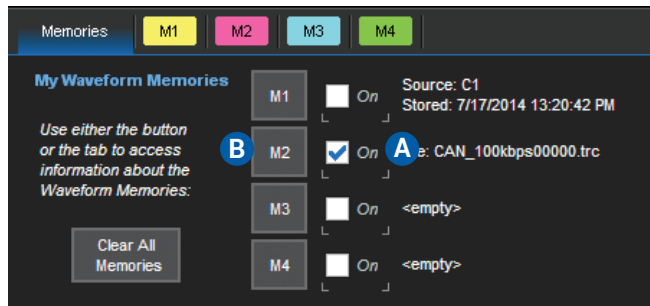 Memories M1 M2 M3 M4
My Waveform Memories
Use either the button
or the tab to access
information about the
Waveform Memories:
Clear All
Memories
M1 On Source: C1
Stored: 7/17/2014 13:20:42 PM
B M2 On A e: CAN_100kbps00000.trc
M3 On <empty>
M4 On <empty>